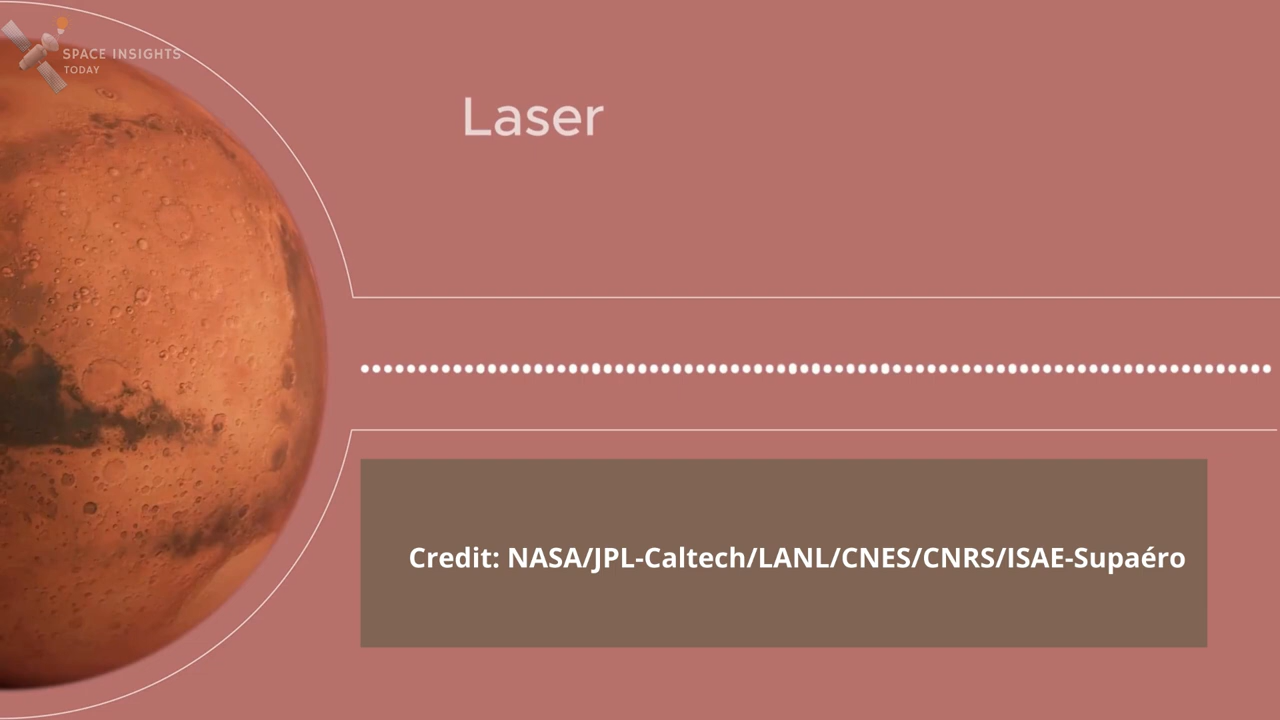 SPACE INSIGHTS
TODAY
Laser
Credit: NASA/JPL-Caltech/LANL/CNES/CNRS/ISAE-Supaéro